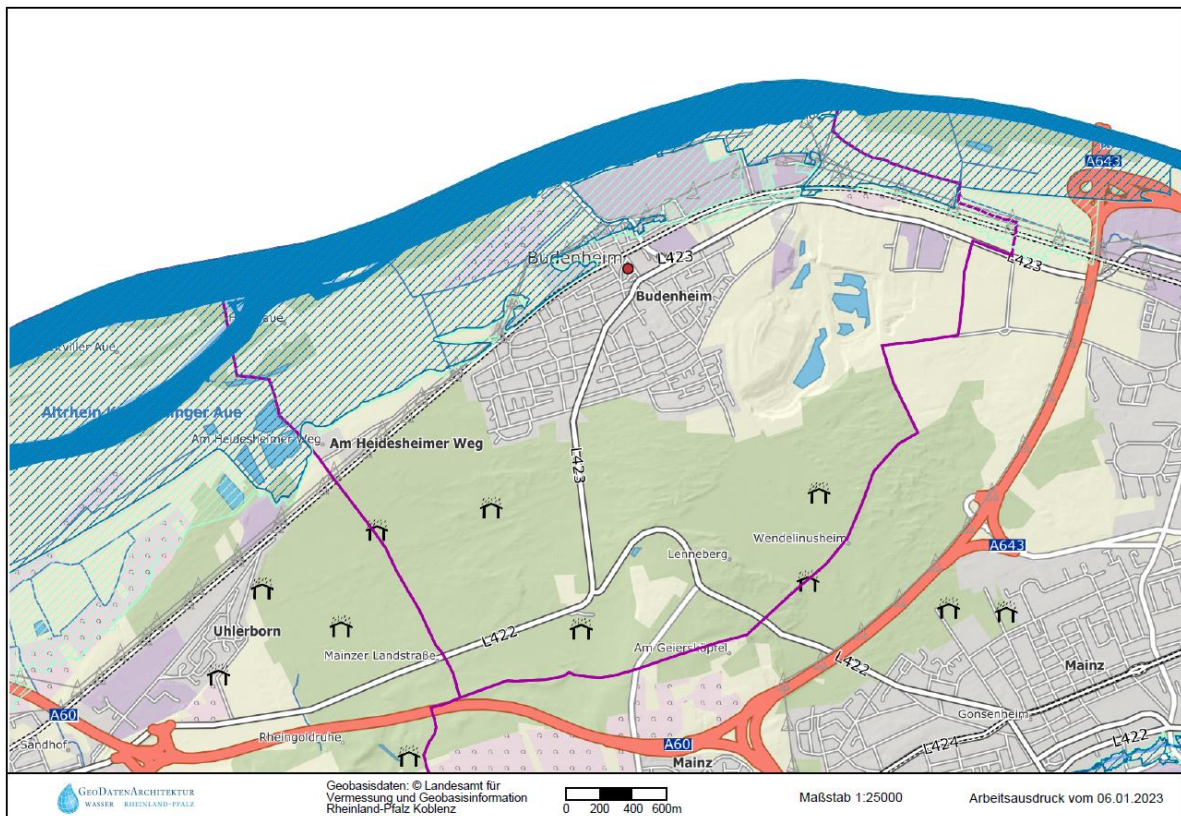 A643
L423
Budenheim
L423
Budenheim
Am Heidesheimer Weg
Am Heidesheimer Weg
L423
A643
Wendelinusheim
Lenneberg
Uhlerborn
L422
Mainzer Landstraße
Am Geiersköpfel
L422
Mainz
A60
Gonsenheim
Rheingoldruhe
Sandhof
A60
L424
L422
Mainz
GEODATENARCHITEKTUR
WASSER RHEINLAND-PFALZ
Geobasisdaten: © Landesamt für
Vermessung und Geobasisinformation
Rheinland-Pfalz Koblenz
0 200 400 600m
Maßstab 1:25000
Arbeitsausdruck vom 06.01.2023